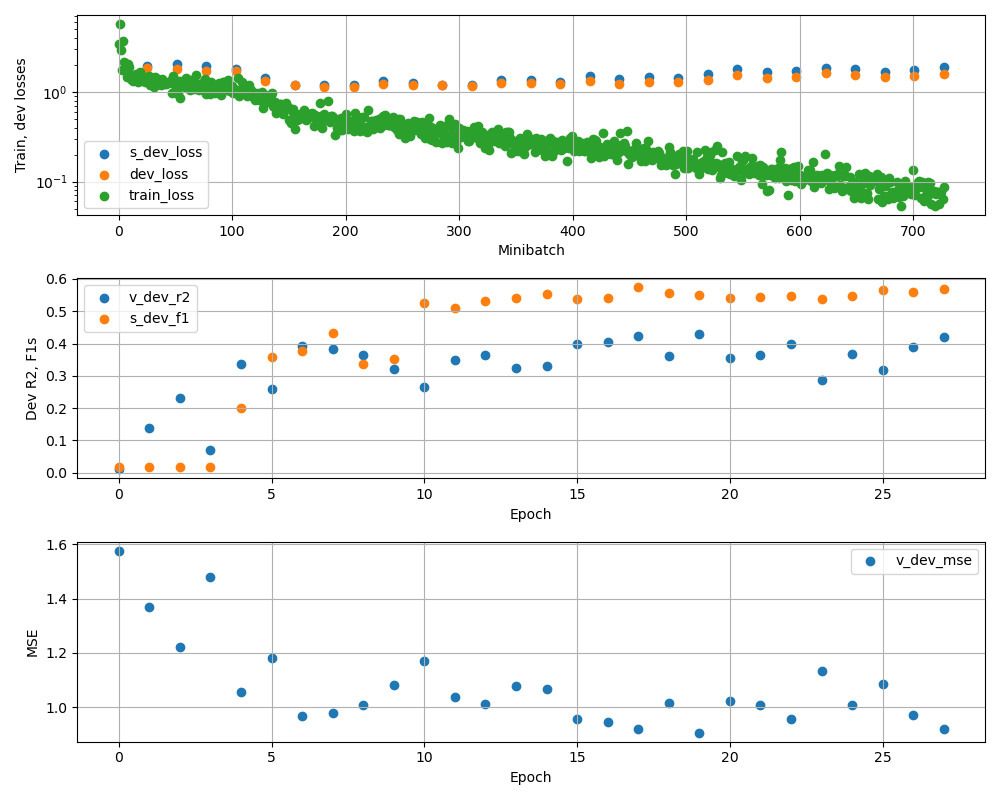 Train, dev losses
10⁰
10⁻¹
s_dev_loss
dev_loss
train_loss
0 100 200 300 400 500 600 700
Minibatch
Dev R2, F1s
0.6
0.5
0.4
0.3
0.2
0.1
0.0
v_dev_r2
s_dev_f1
0 5 10 15 20 25
Epoch
MSE
1.6
1.4
1.2
1.0
v_dev_mse
0 5 10 15 20 25
Epoch